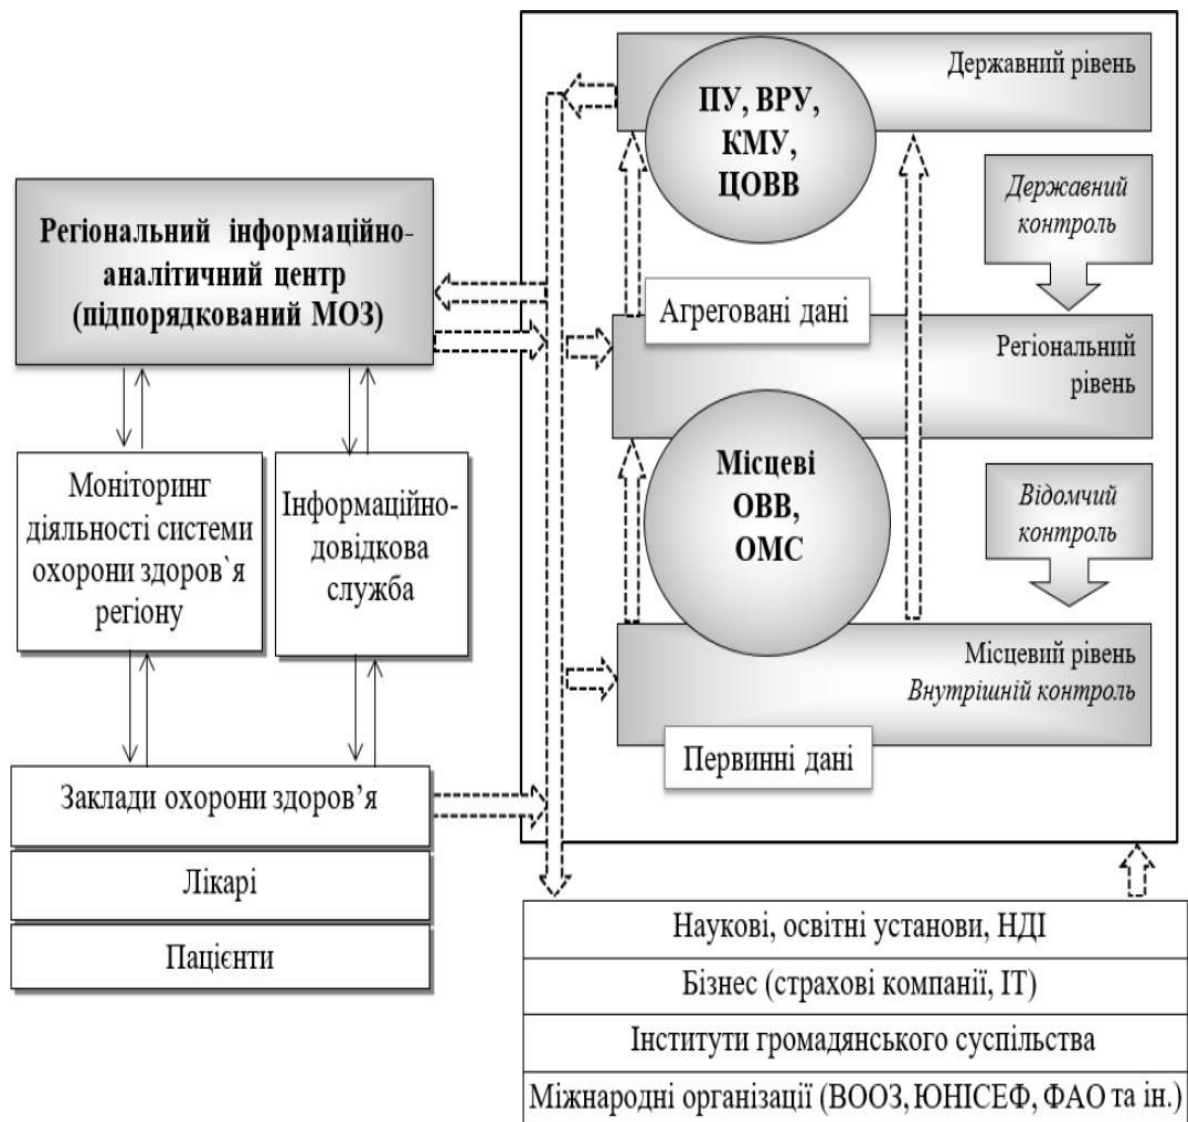 Державний рівень
ПУ, ВРУ,
КМУ,
ЦОВВ
Державний
контроль
Регіональний інформаційно-
аналітичний центр
(підпорядкований МОЗ)
Агреговані дані
Регіональний
рівень
Місцеві
ОВВ,
ОМС
Відомчий
контроль
Моніторинг
діяльності системи
охорони здоров`я
регіону
Інформаційно-
довідкова
служба
Місцевий рівень
Внутрішній контроль
Первинні дані
Заклади охорони здоров’я
Лікарі
Пацієнти
Наукові, освітні установи, НДІ
Бізнес (страхові компанії, ІТ)
Інститути громадянського суспільства
Міжнародні організації (ВООЗ, ЮНІСЕФ, ФАО та ін.)